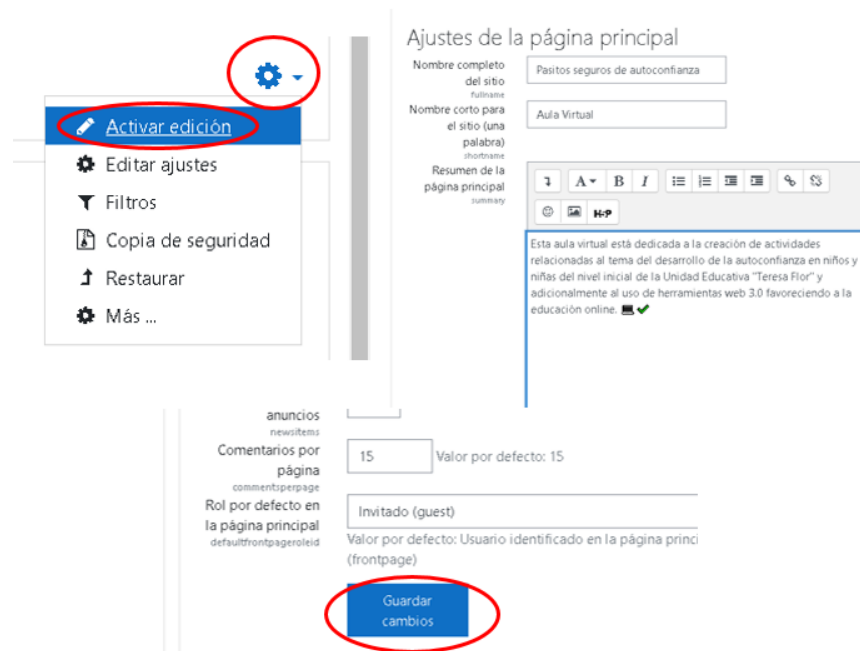 Activar edición
Editar ajustes
Filtros
Copia de seguridad
Restaurar
Más ...
Ajustes de la página principal
Nombre completo
del sitio
fullname
Pasitos seguros de autoconfianza
Nombre corto para
el sitio (una
palabra)
shortname
Aula Virtual
Resumen de la
página principal
summary
A B I
H-P
Esta aula virtual está dedicada a la creación de actividades
relacionadas al tema del desarrollo de la autoconfianza en niños y
niñas del nivel inicial de la Unidad Educativa "Teresa Flor" y
adicionalmente al uso de herramientas web 3.0 favoreciendo a la
educación online.
anuncios
newsitems
Comentarios por
página
commentsperpage
15 Valor por defecto: 15
Rol por defecto en
la página principal
defaultfrontpageroleid
Invitado (guest)
Valor por defecto: Usuario identificado en la página princi
(frontpage)
Guardar
cambios